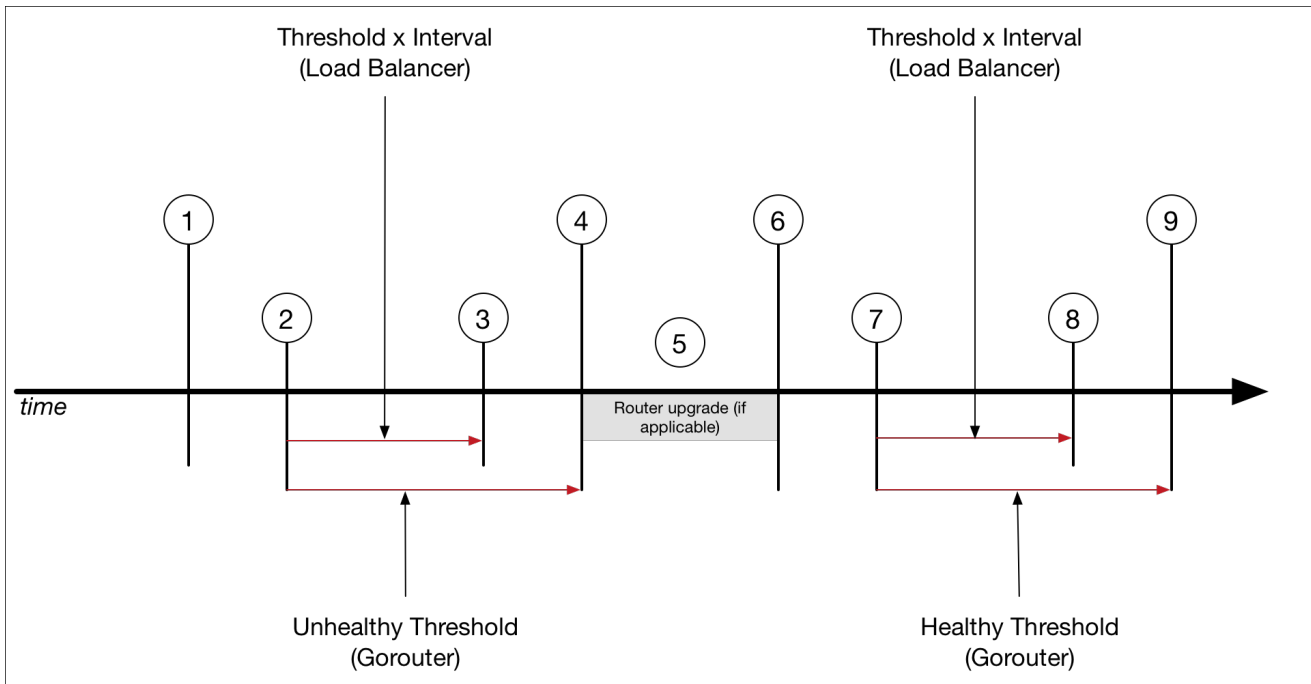 Threshold x Interval
(Load Balancer)
Threshold x Interval
(Load Balancer)
1
4
6
9
2
3
5
7
8
time
Router upgrade (if
applicable)
Unhealthy Threshold
(Gorouter)
Healthy Threshold
(Gorouter)